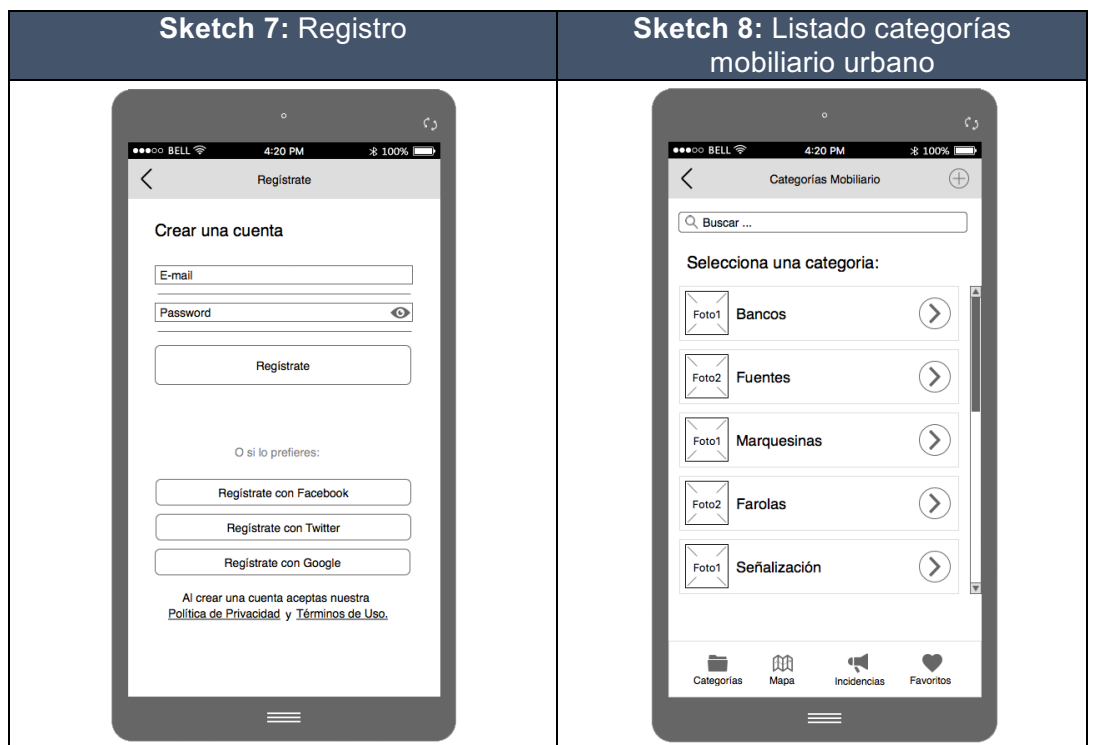 Sketch 7: Registro
BELL
4:20 PM
100%
Regístrate
Crear una cuenta
E-mail
Password
Regístrate
O si lo prefieres:
Regístrate con Facebook
Regístrate con Twitter
Regístrate con Google
Al crear una cuenta aceptas nuestra
Política de Privacidad y Términos de Uso.
Sketch 8: Listado categorías
mobiliario urbano
BELL
4:20 PM
100%
Categorías Mobiliario
Buscar ...
Selecciona una categoria:
Foto1 Bancos
Foto2 Fuentes
Foto1 Marquesinas
Foto2 Farolas
Foto1 Señalización
Categorías Mapa Incidencias Favoritos